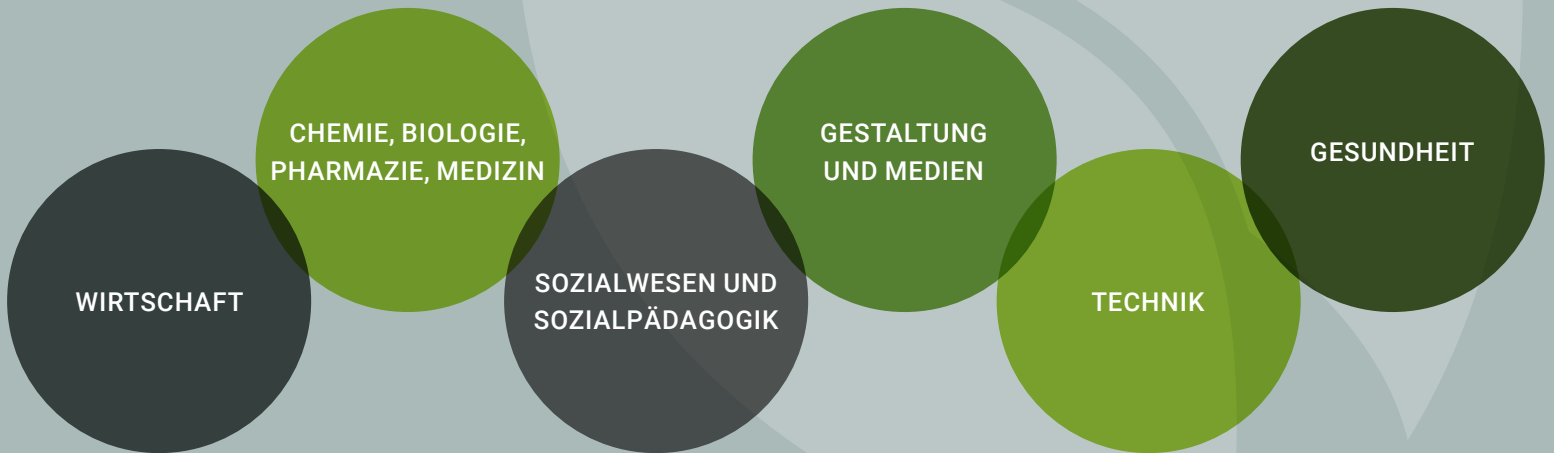 WIRTSCHAFT
CHEMIE, BIOLOGIE,
PHARMAZIE, MEDIZIN
SOZIALWESEN UND
SOZIALPÄDAGOGIK
GESTALTUNG
UND MEDIEN
TECHNIK
GESUNDHEIT